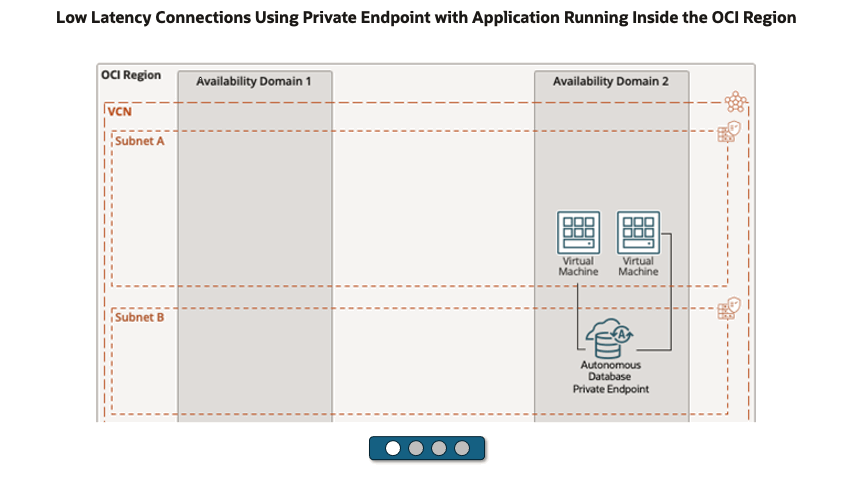 Low Latency Connections Using Private Endpoint with Application Running Inside the OCI Region
OCI Region
Availability Domain 1
Availability Domain 2
VCN
Subnet A
Virtual
Machine
Virtual
Machine
Subnet B
A
Autonomous
Database
Private Endpoint